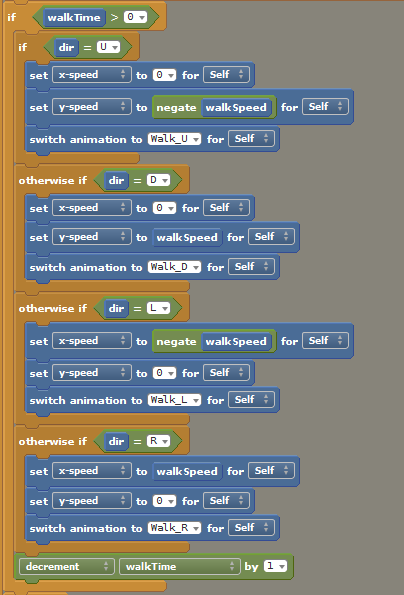 if walkTime > 0
if dir = U
set x-speed to 0 for Self
set y-speed to negate walkSpeed for Self
switch animation to Walk_U for Self
otherwise if dir = D
set x-speed to 0 for Self
set y-speed to walkSpeed for Self
switch animation to Walk_D for Self
otherwise if dir = L
set x-speed to negate walkSpeed for Self
set y-speed to 0 for Self
switch animation to Walk_L for Self
otherwise if dir = R
set x-speed to walkSpeed for Self
set y-speed to 0 for Self
switch animation to Walk_R for Self
decrement walkTime by 1